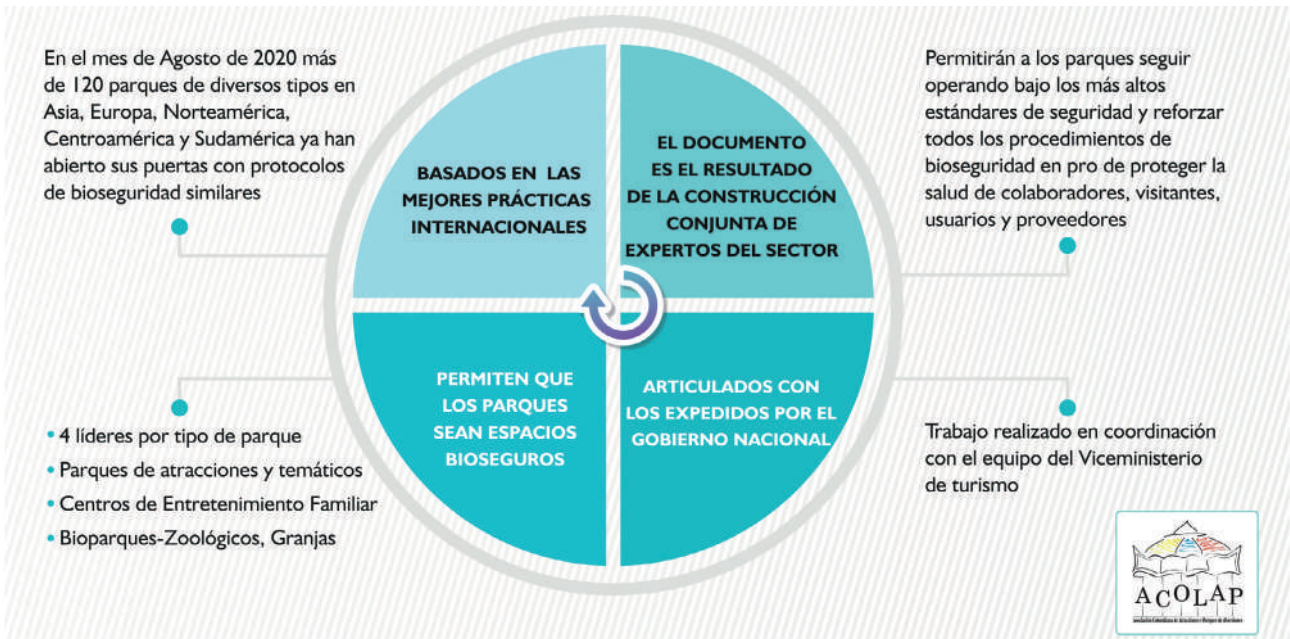 En el mes de Agosto de 2020 más
de 120 parques de diversos tipos en
Asia, Europa, Norteamérica,
Centroamérica y Sudamérica ya han
abierto sus puertas con protocolos
de bioseguridad similares
BASADOS EN LAS
MEJORES PRÁCTICAS
INTERNACIONALES
EL DOCUMENTO
ES EL RESULTADO
DE LA CONSTRUCCIÓN
CONJUNTA DE
EXPERTOS DEL SECTOR
Permitirán a los parques seguir
operando bajo los más altos
estándares de seguridad y reforzar
todos los procedimientos de
bioseguridad en pro de proteger la
salud de colaboradores, visitantes,
usuarios y proveedores
• 4 líderes por tipo de parque
• Parques de atracciones y temáticos
• Centros de Entretenimiento Familiar
• Bioparques-Zoológicos, Granjas
PERMITEN QUE
LOS PARQUES
SEAN ESPACIOS
BIOSEGUROS
ARTICULADOS CON
LOS EXPEDIDOS POR EL
GOBIERNO NACIONAL
Trabajo realizado en coordinación
con el equipo del Viceministerio
de turismo
ACOLAP